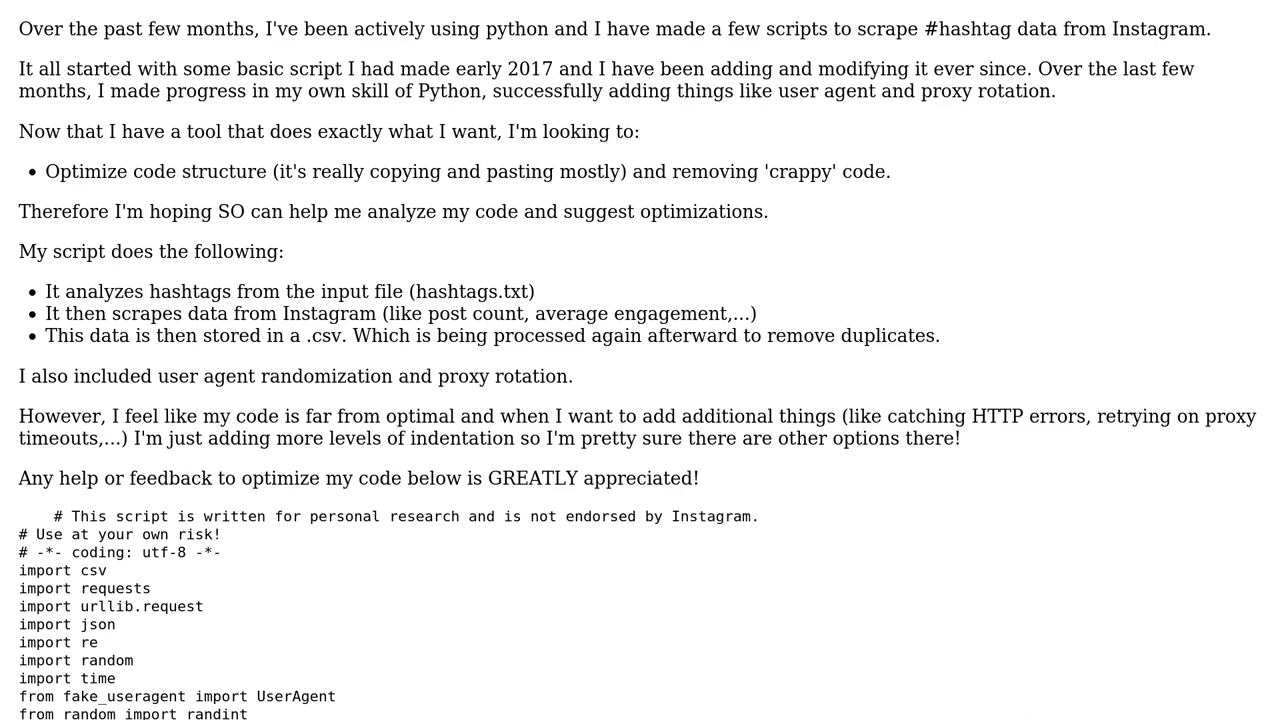 Over the past few months, I've been actively using python and I have made a few scripts to scrape #hashtag data from Instagram.
It all started with some basic script I had made early 2017 and I have been adding and modifying it ever since. Over the last few
months, I made progress in my own skill of Python, successfully adding things like user agent and proxy rotation.
Now that I have a tool that does exactly what I want, I'm looking to:
• Optimize code structure (it's really copying and pasting mostly) and removing 'crappy' code.
Therefore I'm hoping SO can help me analyze my code and suggest optimizations.
My script does the following:
• It analyzes hashtags from the input file (hashtags.txt)
• It then scrapes data from Instagram (like post count, average engagement,...)
• This data is then stored in a .csv. Which is being processed again afterward to remove duplicates.
I also included user agent randomization and proxy rotation.
However, I feel like my code is far from optimal and when I want to add additional things (like catching HTTP errors, retrying on proxy
timeouts,...) I'm just adding more levels of indentation so I'm pretty sure there are other options there!
Any help or feedback to optimize my code below is GREATLY appreciated!
    # This script is written for personal research and is not endorsed by Instagram.
# Use at your own risk!
# -*- coding: utf-8 -*-
import csv
import requests
import urllib.request
import json
import re
import random
import time
from fake_useragent import UserAgent
from random import randint